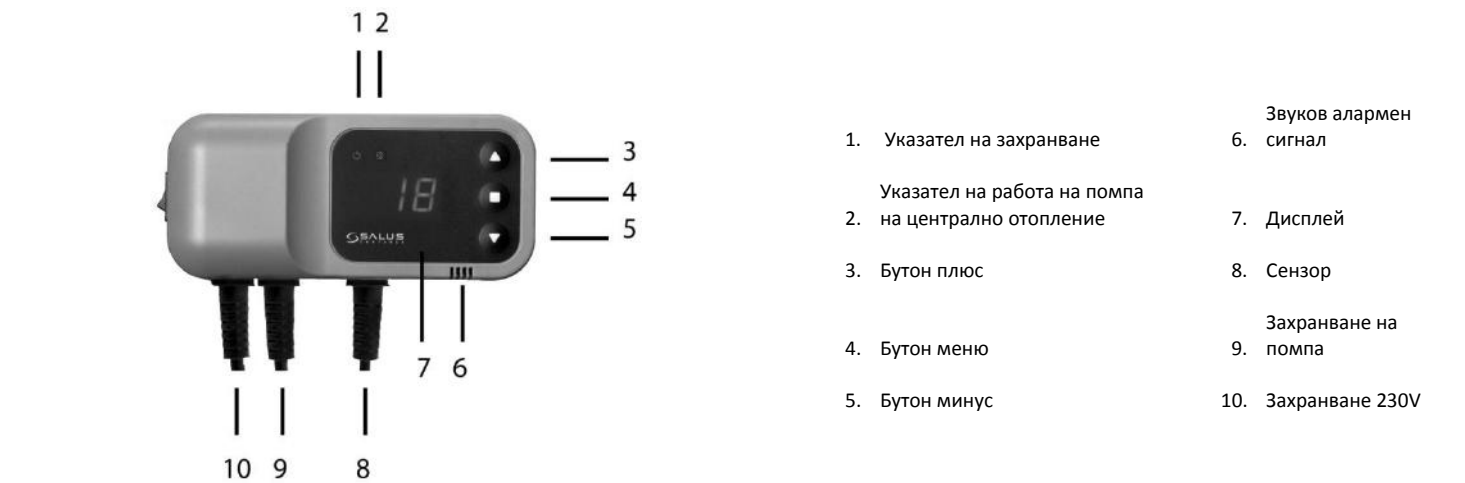 1 2
18
SALUS
CONTROLS
3
4
5
7 6
10 9 8
1. Указател на захранване
Указател на работа на помпа
2. на централно отопление
3. Бутон плюс
4. Бутон меню
5. Бутон минус
Звуков алармен
6. сигнал
7. Дисплей
8. Сензор
Захранване на
9. помпа
10. Захранване 230V